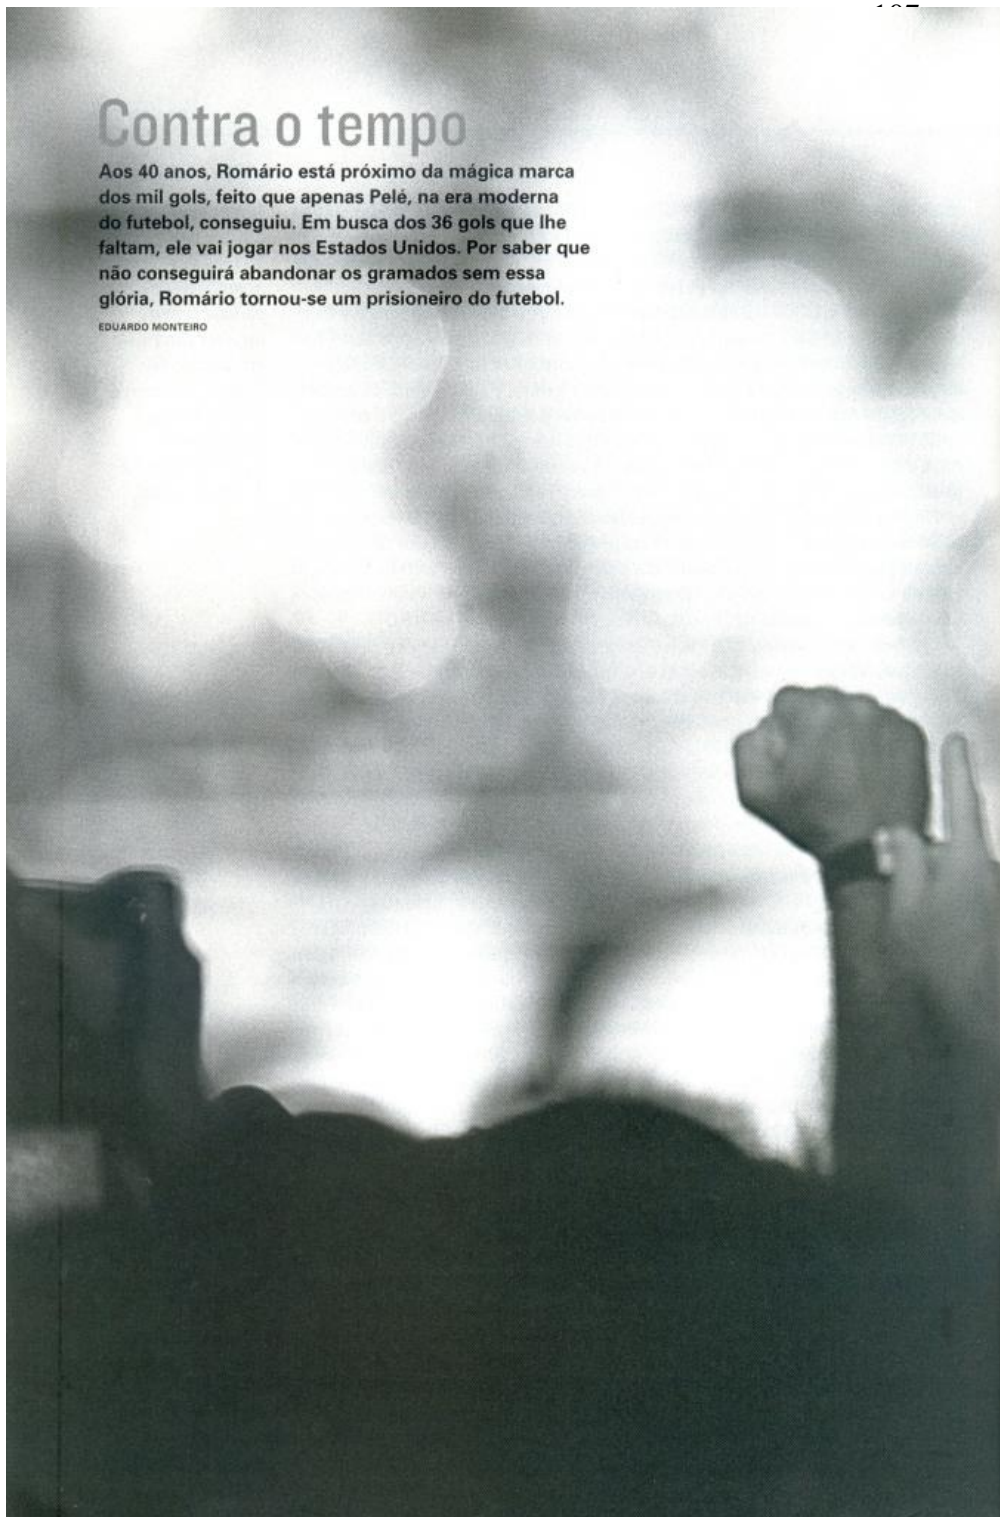 Contra o tempo
Aos 40 anos, Romário está próximo da mágica marca
dos mil gols, feito que apenas Pelé, na era moderna
do futebol, conseguiu. Em busca dos 36 gols que lhe
faltam, ele vai jogar nos Estados Unidos. Por saber que
não conseguirá abandonar os gramados sem essa
glória, Romário tornou-se um prisioneiro do futebol.
EDUARDO MONTEIRO